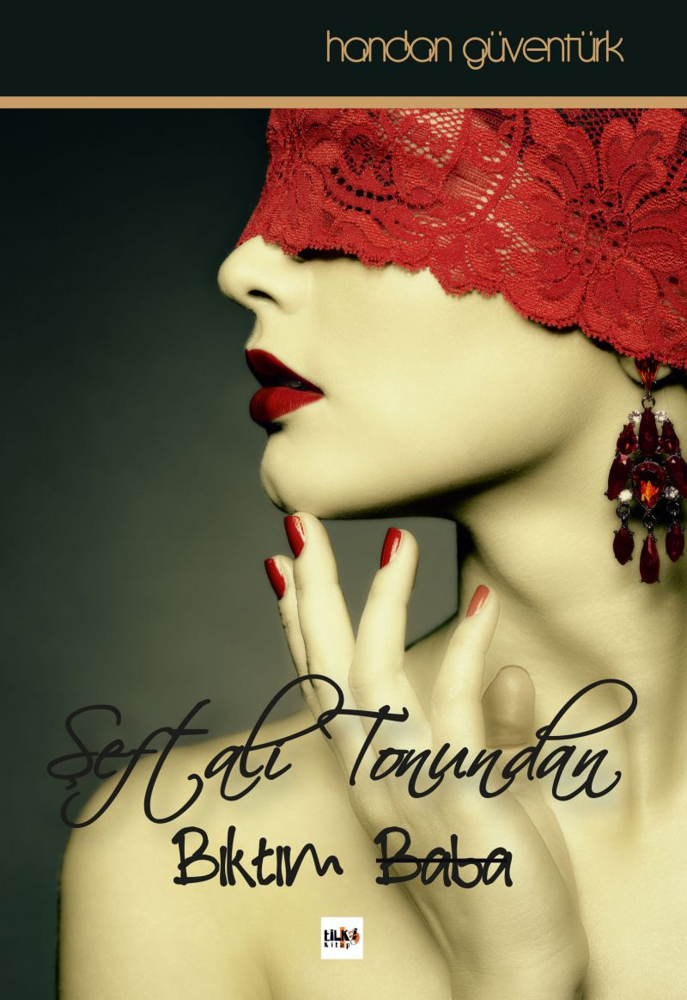 handan güventürk
Şeftali Tonundan
Bıktım Baba
tiLKi
Kitap